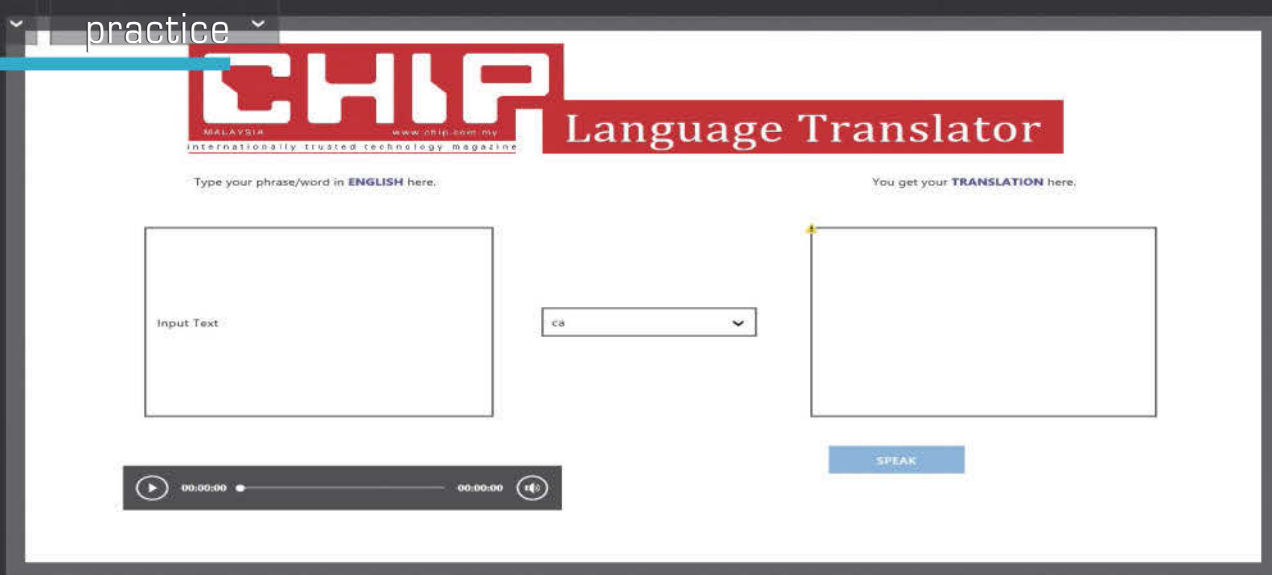 practice
CHIP
MALAYSIA www.chip.com.my
internationally trusted technology magazine
Language Translator
Type your phrase/word in ENGLISH here.
You get your TRANSLATION here.
Input Text
ca
SPEAK
00:00:00 00:00:00